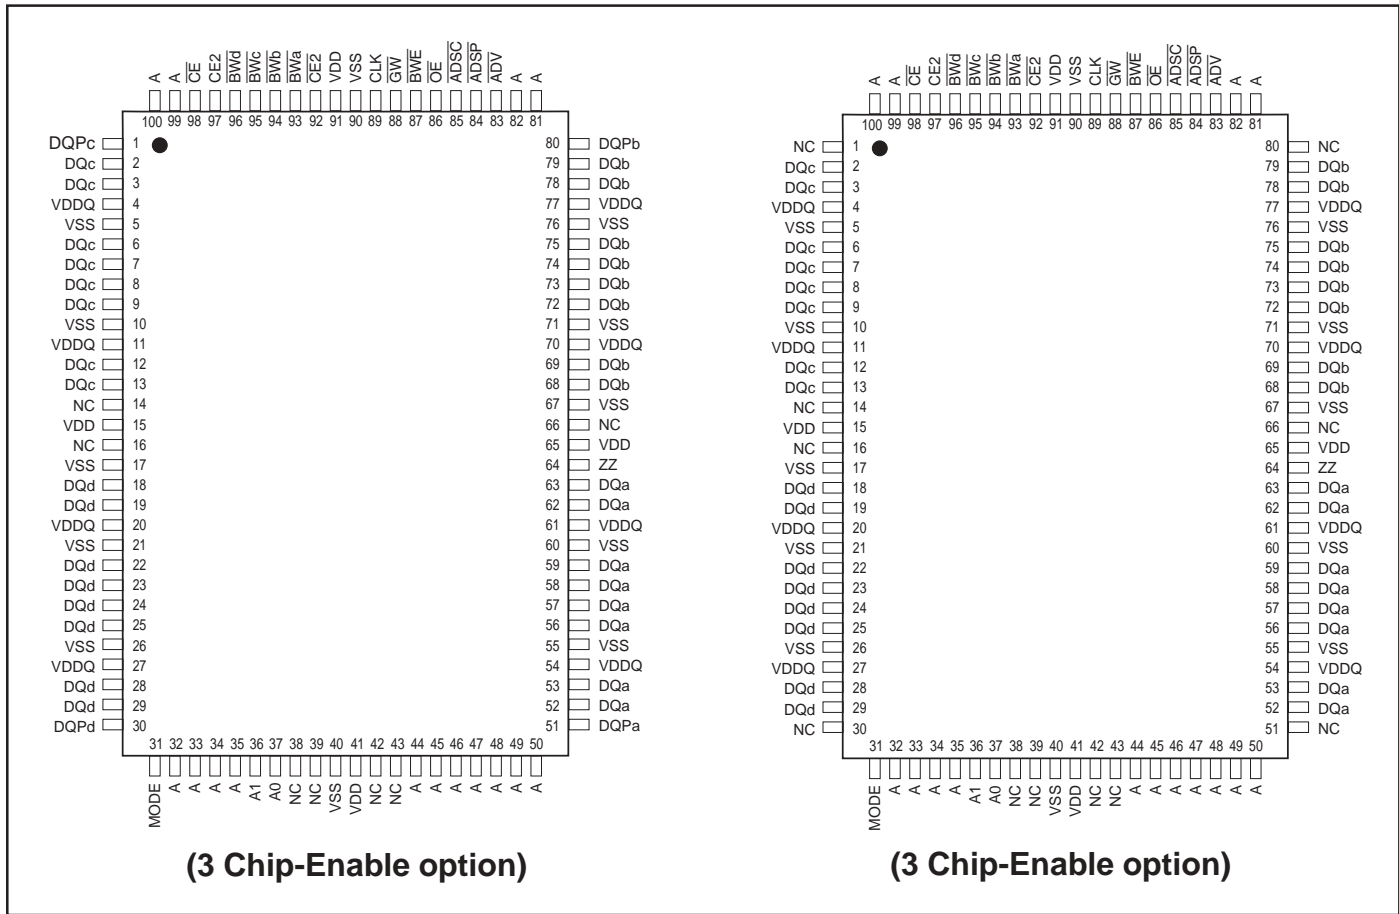 A A CE CE2 BWd BWc BWb BWa CE2 VDD VSS CLK GW BWE OE ADSC ADSP ADV A A
100 99 98 97 96 95 94 93 92 91 90 89 88 87 86 85 84 83 82 81
DQPc 1 80 DQPb
DQc 2 79 DQb
DQc 3 78 DQb
VDDQ 4 77 VDDQ
VSS 5 76 VSS
DQc 6 75 DQb
DQc 7 74 DQb
DQc 8 73 DQb
DQc 9 72 DQb
VSS 10 71 VSS
VDDQ 11 70 VDDQ
DQc 12 69 DQb
DQc 13 68 DQb
NC 14 67 VSS
VDD 15 66 NC
NC 16 65 VDD
VSS 17 64 ZZ
DQd 18 63 DQa
DQd 19 62 DQa
VDDQ 20 61 VDDQ
VSS 21 60 VSS
DQd 22 59 DQa
DQd 23 58 DQa
DQd 24 57 DQa
DQd 25 56 DQa
VSS 26 55 VSS
VDDQ 27 54 VDDQ
DQd 28 53 DQa
DQd 29 52 DQa
DQPd 30 51 DQPa
31 32 33 34 35 36 37 38 39 40 41 42 43 44 45 46 47 48 49 50
MODE A A A A A1 A0 NC NC VSS VDD NC NC A A A A A A A
(3 Chip-Enable option)
A A CE CE2 BWd BWc BWb BWa CE2 VDD VSS CLK GW BWE OE ADSC ADSP ADV A A
100 99 98 97 96 95 94 93 92 91 90 89 88 87 86 85 84 83 82 81
NC 1 80 NC
DQc 2 79 DQb
DQc 3 78 DQb
VDDQ 4 77 VDDQ
VSS 5 76 VSS
DQc 6 75 DQb
DQc 7 74 DQb
DQc 8 73 DQb
DQc 9 72 DQb
VSS 10 71 VSS
VDDQ 11 70 VDDQ
DQc 12 69 DQb
DQc 13 68 DQb
NC 14 67 VSS
VDD 15 66 NC
NC 16 65 VDD
VSS 17 64 ZZ
DQd 18 63 DQa
DQd 19 62 DQa
VDDQ 20 61 VDDQ
VSS 21 60 VSS
DQd 22 59 DQa
DQd 23 58 DQa
DQd 24 57 DQa
DQd 25 56 DQa
VSS 26 55 VSS
VDDQ 27 54 VDDQ
DQd 28 53 DQa
DQd 29 52 DQa
NC 30 51 NC
31 32 33 34 35 36 37 38 39 40 41 42 43 44 45 46 47 48 49 50
MODE A A A A A1 A0 NC NC VSS VDD NC NC A A A A A A A
(3 Chip-Enable option)